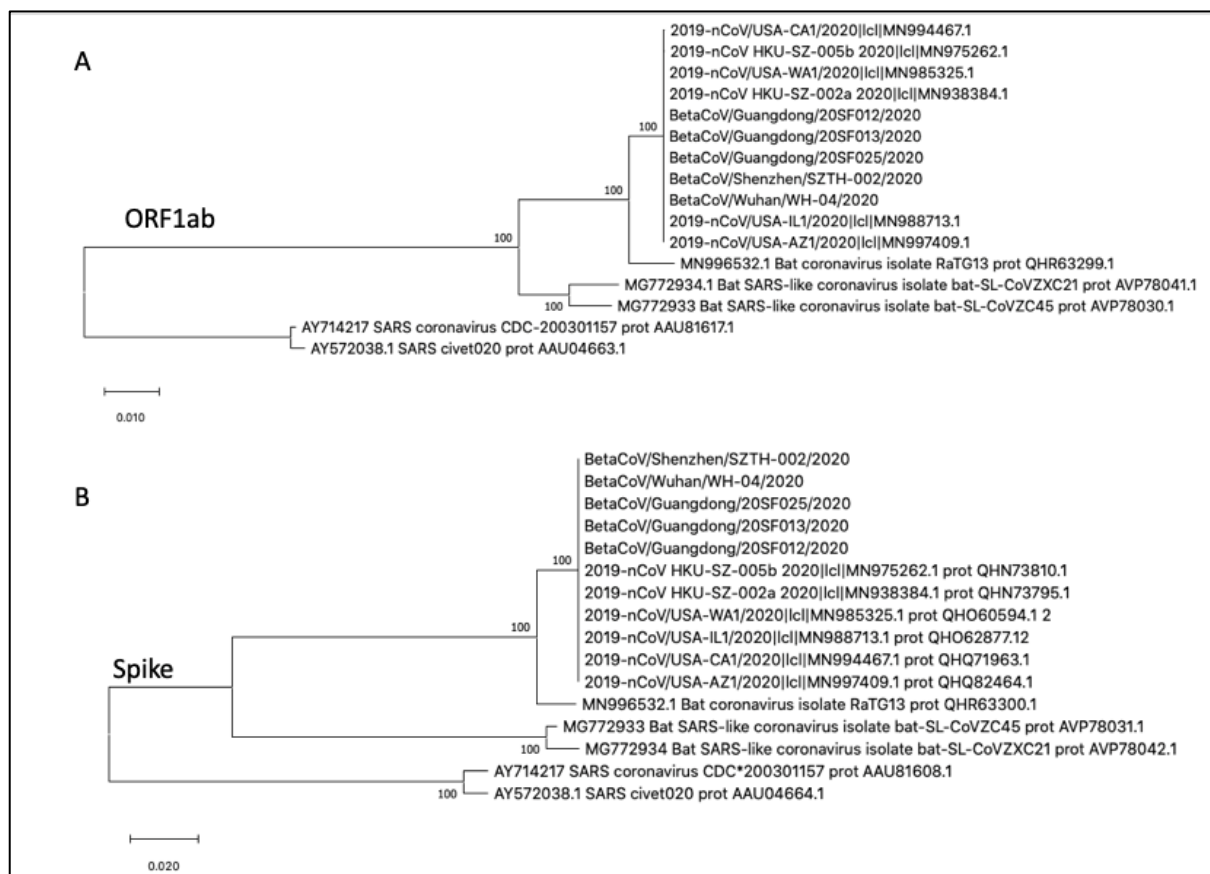 A
2019-nCoV/USA-CA1/2020|lcl|MN994467.1
2019-nCoV HKU-SZ-005b 2020|lcl|MN975262.1
2019-nCoV/USA-WA1/2020|lcl|MN985325.1
2019-nCoV HKU-SZ-002a 2020|lcl|MN938384.1
100
BetaCoV/Guangdong/20SF012/2020
BetaCoV/Guangdong/20SF013/2020
BetaCoV/Guangdong/20SF025/2020
BetaCoV/Shenzhen/SZTH-002/2020
100
BetaCoV/Wuhan/WH-04/2020
ORF1ab
2019-nCoV/USA-IL1/2020|lcl|MN988713.1
100
2019-nCoV/USA-AZ1/2020|lcl|MN997409.1
MN996532.1 Bat coronavirus isolate RaTG13 prot QHR63299.1
MG772934.1 Bat SARS-like coronavirus isolate bat-SL-CoVZXC21 prot AVP78041.1
100
MG772933 Bat SARS-like coronavirus isolate bat-SL-CoVZC45 prot AVP78030.1
AY714217 SARS coronavirus CDC-200301157 prot AAU81617.1
AY572038.1 SARS civet020 prot AAU04663.1
0.010
B
BetaCoV/Shenzhen/SZTH-002/2020
BetaCoV/Wuhan/WH-04/2020
BetaCoV/Guangdong/20SF025/2020
BetaCoV/Guangdong/20SF013/2020
BetaCoV/Guangdong/20SF012/2020
100
2019-nCoV HKU-SZ-005b 2020|lcl|MN975262.1 prot QHN73810.1
2019-nCoV HKU-SZ-002a 2020|lcl|MN938384.1 prot QHN73795.1
2019-nCoV/USA-WA1/2020|lcl|MN985325.1 prot QHO60594.1 2
100
2019-nCoV/USA-IL1/2020|lcl|MN988713.1 prot QHO62877.12
Spike
2019-nCoV/USA-CA1/2020|lcl|MN994467.1 prot QHQ71963.1
2019-nCoV/USA-AZ1/2020|lcl|MN997409.1 prot QHQ82464.1
MN996532.1 Bat coronavirus isolate RaTG13 prot QHR63300.1
MG772933 Bat SARS-like coronavirus isolate bat-SL-CoVZC45 prot AVP78031.1
100
MG772934 Bat SARS-like coronavirus isolate bat-SL-CoVZXC21 prot AVP78042.1
AY714217 SARS coronavirus CDC*200301157 prot AAU81608.1
100
AY572038.1 SARS civet020 prot AAU04664.1
0.020